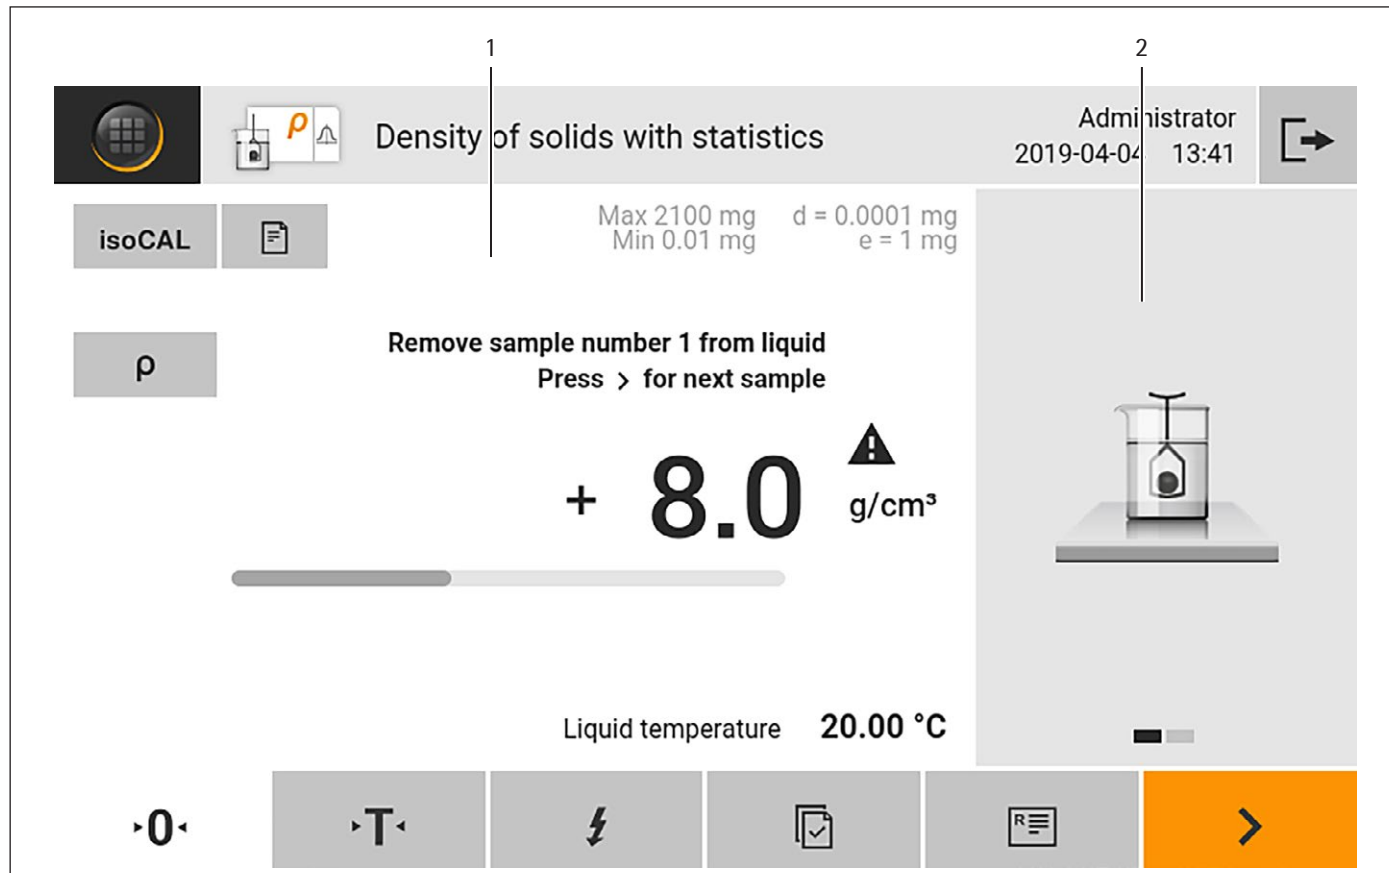 1 2
ρ Density of solids with statistics Administrator
2019-04-04 13:41
isoCAL Max 2100 mg d = 0.0001 mg
Min 0.01 mg e = 1 mg
ρ
Remove sample number 1 from liquid
Press > for next sample
+ 8.0 g/cm³
Liquid temperature 20.00 °C
0 T R >